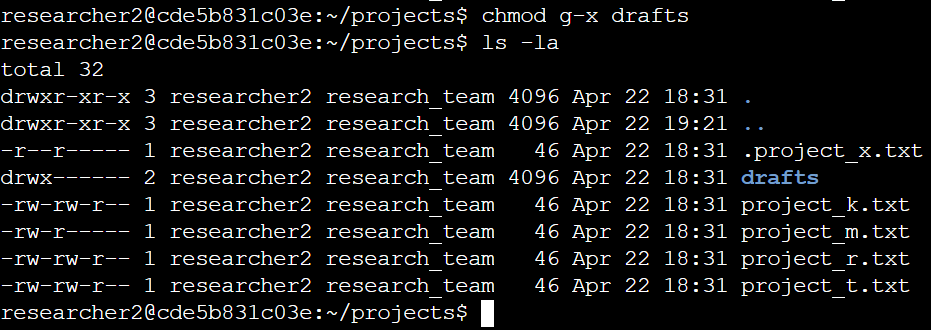 researcher2@cde5b831c03e:~/projects$ chmod g-x drafts
researcher2@cde5b831c03e:~/projects$ ls -la
total 32
drwxr-xr-x 3 researcher2 research_team 4096 Apr 22 18:31 .
drwxr-xr-x 3 researcher2 research_team 4096 Apr 22 19:21 ..
-r--r----- 1 researcher2 research_team   46 Apr 22 18:31 .project_x.txt
drwx------ 2 researcher2 research_team 4096 Apr 22 18:31 drafts
-rw-rw-r-- 1 researcher2 research_team   46 Apr 22 18:31 project_k.txt
-rw-r----- 1 researcher2 research_team   46 Apr 22 18:31 project_m.txt
-rw-rw-r-- 1 researcher2 research_team   46 Apr 22 18:31 project_r.txt
-rw-rw-r-- 1 researcher2 research_team   46 Apr 22 18:31 project_t.txt
researcher2@cde5b831c03e:~/projects$